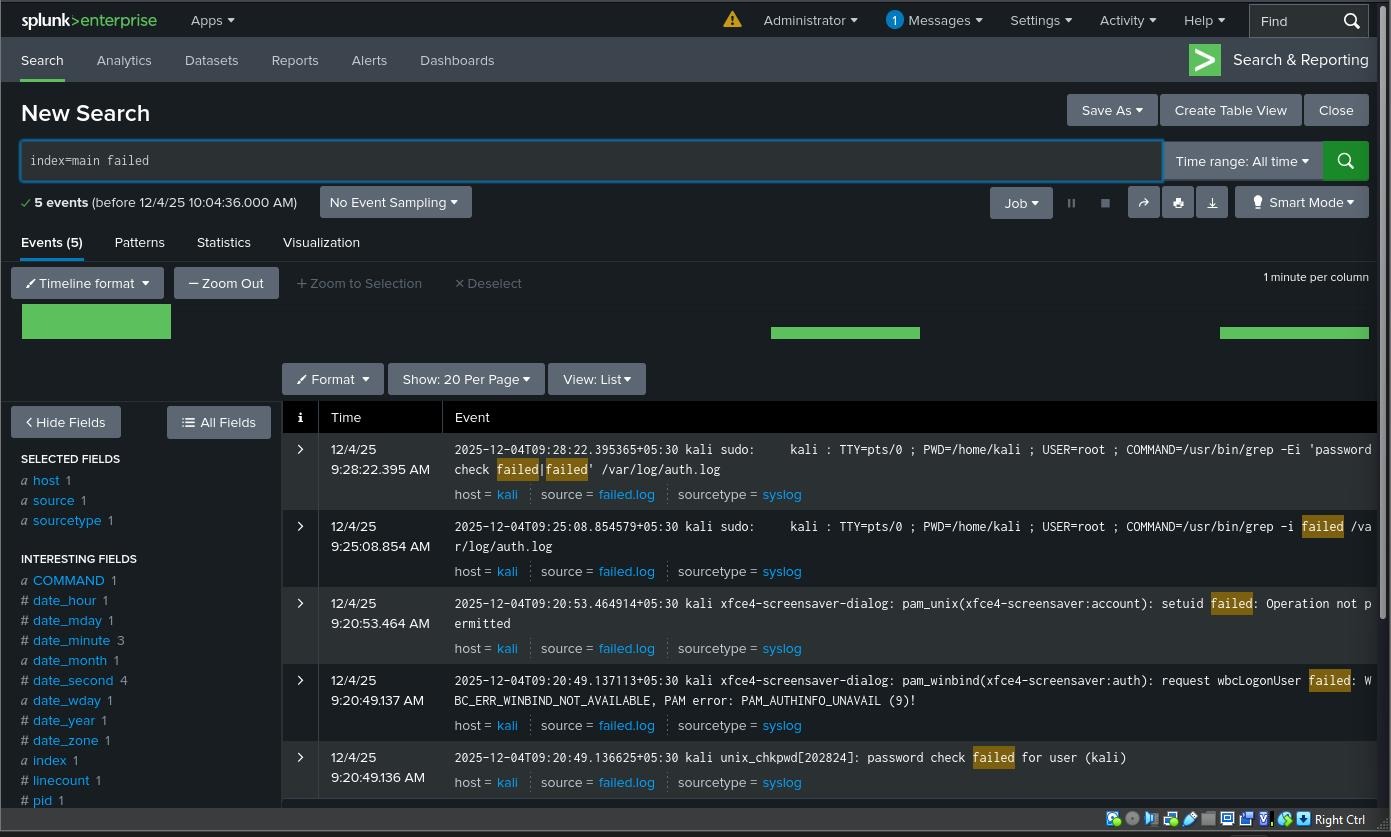 splunk>enterprise Apps Administrator 1 Messages Settings Activity Help Find
Search Analytics Datasets Reports Alerts Dashboards Search & Reporting
New Search Save As Create Table View Close
index=main failed Time range: All time
5 events (before 12/4/25 10:04:36.000 AM) No Event Sampling Job Smart Mode
Events (5) Patterns Statistics Visualization
Timeline format — Zoom Out + Zoom to Selection × Deselect 1 minute per column
Format Show: 20 Per Page View: List
< Hide Fields All Fields
i Time Event
SELECTED FIELDS
a host 1
a source 1
a sourcetype 1
INTERESTING FIELDS
a COMMAND 1
# date_hour 1
# date_mday 1
# date_minute 3
a date_month 1
# date_second 4
a date_wday 1
# date_year 1
# date_zone 1
a index 1
# linecount 1
# pid 1
> 12/4/25 2025-12-04T09:28:22.395365+05:30 kali sudo:     kali : TTY=pts/0 ; PWD=/home/kali ; USER=root ; COMMAND=/usr/bin/grep -Ei 'password
9:28:22.395 AM check failed|failed' /var/log/auth.log
host = kali source = failed.log sourcetype = syslog
> 12/4/25 2025-12-04T09:25:08.854579+05:30 kali sudo:     kali : TTY=pts/0 ; PWD=/home/kali ; USER=root ; COMMAND=/usr/bin/grep -i failed /va
9:25:08.854 AM r/log/auth.log
host = kali source = failed.log sourcetype = syslog
> 12/4/25 2025-12-04T09:20:53.464914+05:30 kali xfce4-screensaver-dialog: pam_unix(xfce4-screensaver:account): setuid failed: Operation not p
9:20:53.464 AM ermitted
host = kali source = failed.log sourcetype = syslog
> 12/4/25 2025-12-04T09:20:49.137113+05:30 kali xfce4-screensaver-dialog: pam_winbind(xfce4-screensaver:auth): request wbcLogonUser failed: W
9:20:49.137 AM BC_ERR_WINBIND_NOT_AVAILABLE, PAM error: PAM_AUTHINFO_UNAVAIL (9)!
host = kali source = failed.log sourcetype = syslog
> 12/4/25 2025-12-04T09:20:49.136625+05:30 kali unix_chkpwd[202824]: password check failed for user (kali)
9:20:49.136 AM host = kali source = failed.log sourcetype = syslog
Right Ctrl